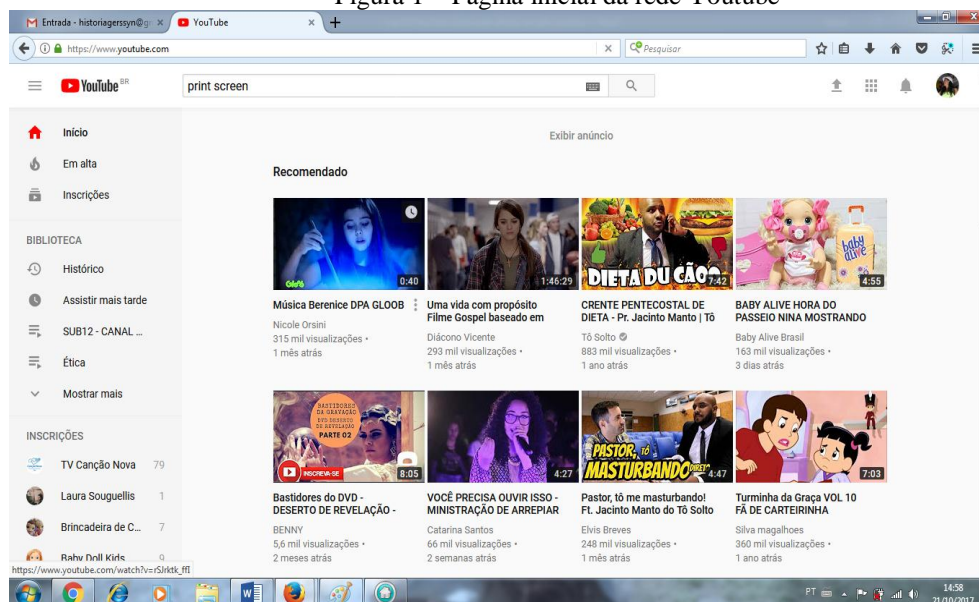 Figura 1 – Página inicial da rede Youtube
Entrada - historiagerssyn@gr
YouTube
https://www.youtube.com
Pesquisar
YouTube BR
print screen
Início
Em alta
Inscrições
BIBLIOTECA
Histórico
Assistir mais tarde
SUB12 - CANAL ...
Ética
Mostrar mais
INSCRIÇÕES
TV Canção Nova 79
Laura Souguellis 1
Brincadeira de C... 7
Baby Doll Kids 9
https://www.youtube.com/watch?v=rSJrktk_ffI
Exibir anúncio
Recomendado
Gloob
0:40
Música Berenice DPA GLOOB
Nicole Orsini
315 mil visualizações •
1 mês atrás
1:46:29
Uma vida com propósito
Filme Gospel baseado em
Diácono Vicente
293 mil visualizações •
1 mês atrás
DIETA DU CÃO
7:42
CRENTE PENTECOSTAL DE
DIETA - Pr. Jacinto Manto | Tô
Tô Solto
883 mil visualizações •
1 ano atrás
baby alive
4:55
BABY ALIVE HORA DO
PASSEIO NINA MOSTRANDO
Baby Alive Brasil
163 mil visualizações •
3 dias atrás
BASTIDORES
DA GRAVAÇÃO
DVD DESERTO
DE REVELAÇÃO
PARTE 02
INSCREVA-SE
8:05
Bastidores do DVD -
DESERTO DE REVELAÇÃO -
BENNY
5,6 mil visualizações •
2 meses atrás
4:27
VOCÊ PRECISA OUVIR ISSO -
MINISTRAÇÃO DE ARREPIAR
Catarina Santos
66 mil visualizações •
2 semanas atrás
PASTOR, tô
MASTURBANDO
4:47
Pastor, tô me masturbando!
Ft. Jacinto Manto do Tô Solto
Elvis Breves
248 mil visualizações •
1 mês atrás
7:03
Turminha da Graça VOL 10
FÃ DE CARTEIRINHA
Silva magalhoes
360 mil visualizações •
1 ano atrás
PT
14:58
21/10/2017